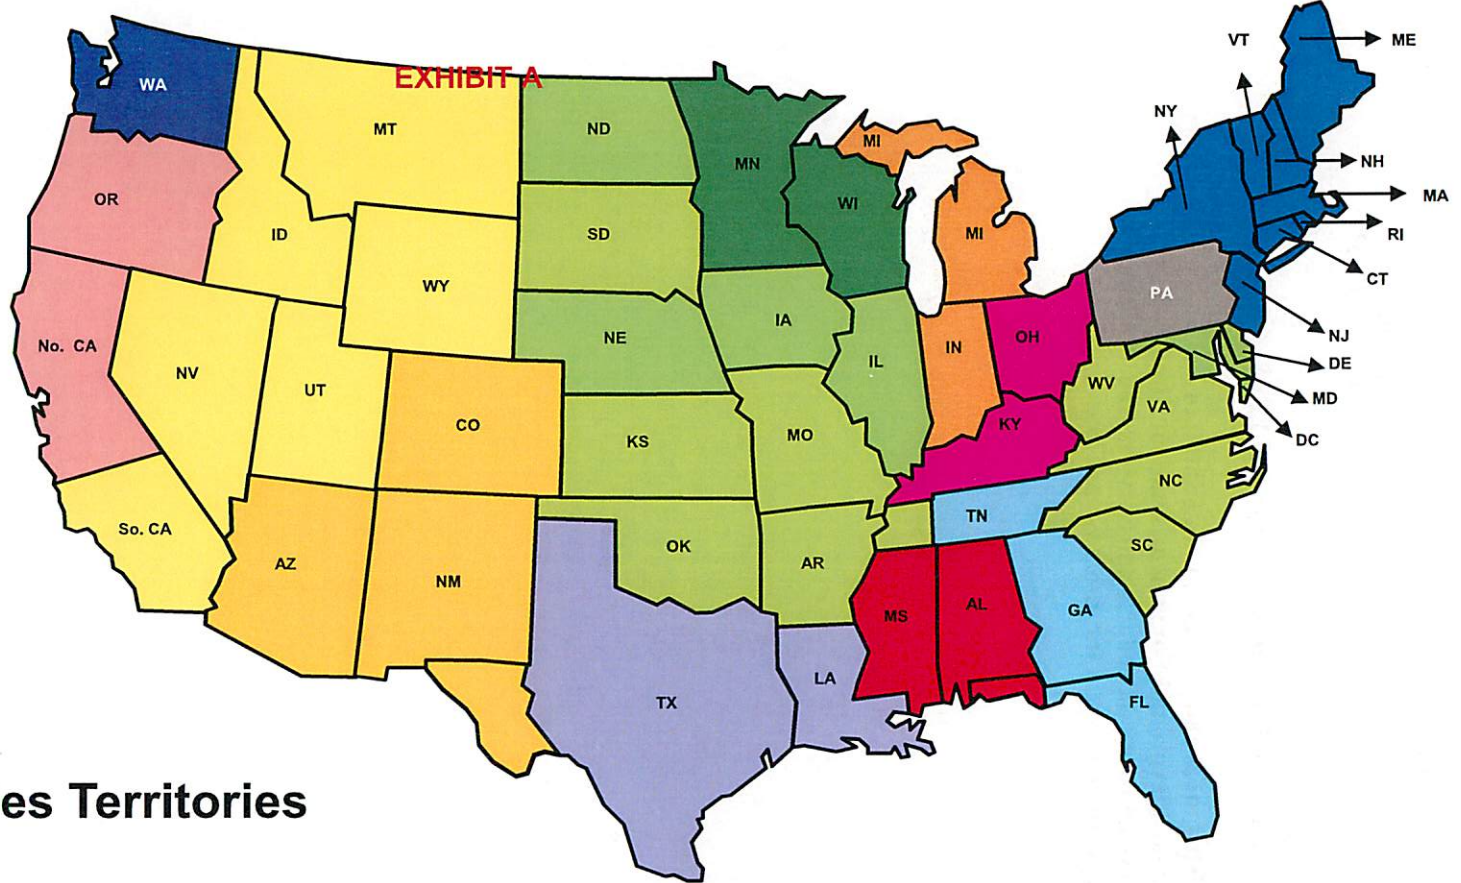 VT
ME
WA
EXHIBIT A
NY
MT
ND
MI
MN
NH
OR
MA
WI
ID
SD
MI
RI
WY
CT
PA
IA
NE
No. CA
OH
NJ
IN
IL
DE
NV
UT
WV
MD
VA
CO
KY
MO
KS
DC
NC
TN
So. CA
OK
SC
AZ
AR
NM
AL
GA
MS
LA
TX
FL
es Territories